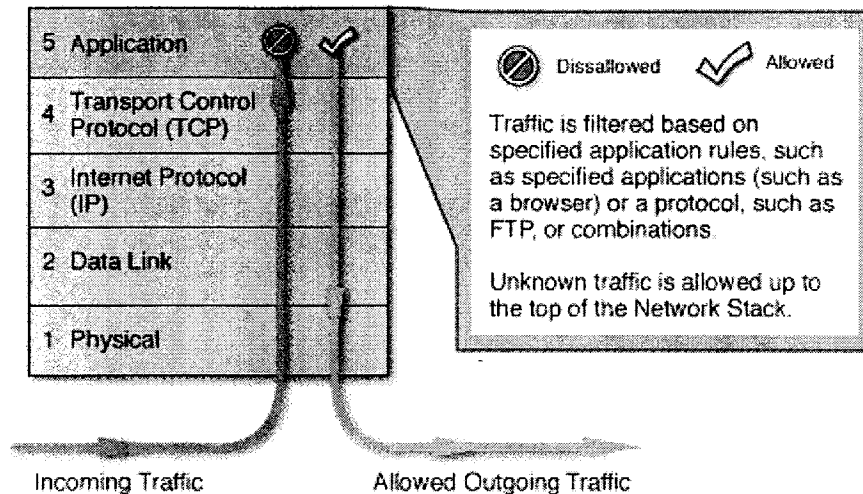 5 Application
4 Transport Control
Protocol (TCP)
3 Internet Protocol
(IP)
2 Data Link
1 Physical
Incoming Traffic
Allowed Outgoing Traffic
Dissallowed
Allowed
Traffic is filtered based on
specified application rules, such
as specified applications (such as
a browser) or a protocol, such as
FTP, or combinations.
Unknown traffic is allowed up to
the top of the Network Stack.